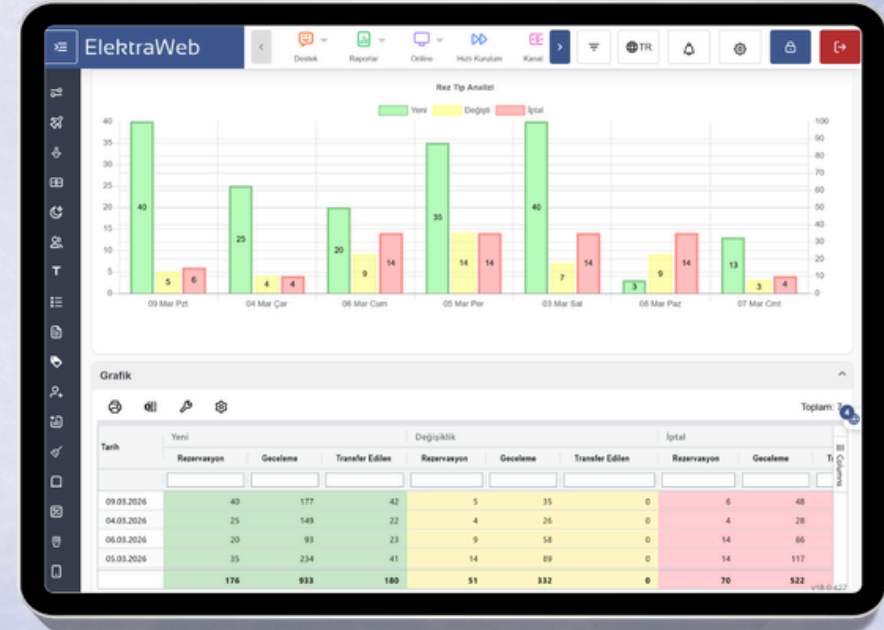 ElektraWeb
Destek
Raporlar
Online
Hızlı Kurulum
Kanal
TR
Rez Tip Analizi
Yeni
Değişti
İptal
40
35
30
25
20
15
10
5
0
100
90
80
70
60
50
40
30
20
10
0
40 5 6
25 4 4
20 9 14
35 14 14
40 7 14
3 9 14
13 3 4
09 Mar Pzt 04 Mar Çar 06 Mar Cum 05 Mar Per 03 Mar Sal 08 Mar Paz 07 Mar Cmt
Grafik
Toplam: 7
4
Tarih Yeni Değişiklik İptal
Rezervasyon Geceleme Transfer Edilen Rezervasyon Geceleme Transfer Edilen Rezervasyon Geceleme
Columns
09.03.2026 40 177 42 5 35 0 6 48
04.03.2026 25 149 22 4 26 0 4 28
06.03.2026 20 93 23 9 58 0 14 86
05.03.2026 35 234 41 14 89 0 14 117
176 933 180 51 332 0 70 522
v18.0.427